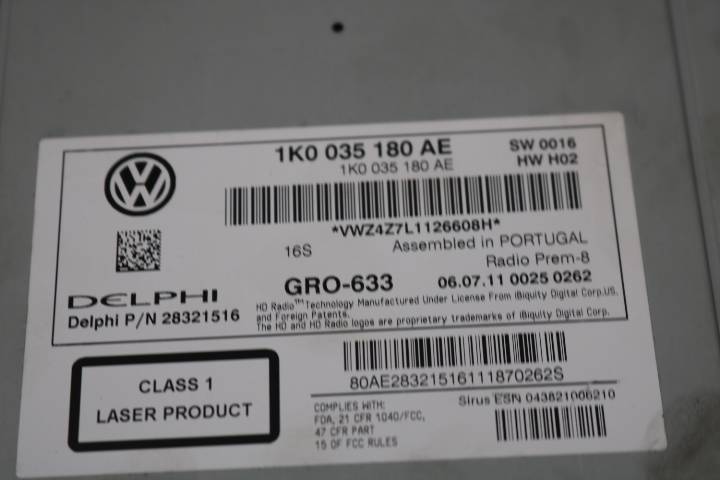 1K0 035 180 AE
1K0 035 180 AE
SW 0016
HW H02
*VWZ4Z7L1126608H*
16S
Assembled in PORTUGAL
Radio Prem-8
GRO-633
06.07.11 0025 0262
DELPHI
Delphi P/N 28321516
HD Radio™ Technology Manufactured Under License From iBiquity Digital Corp.US.
and Foreign Patents.
The HD and HD Radio logos are proprietary trademarks of iBiquity Digital Corp.
CLASS 1
LASER PRODUCT
80AE28321516111870262S
COMPLIES WITH:
FDA, 21 CFR 1040/FCC,
47 CFR PART
15 OF FCC RULES
Sirus ESN 043821006210